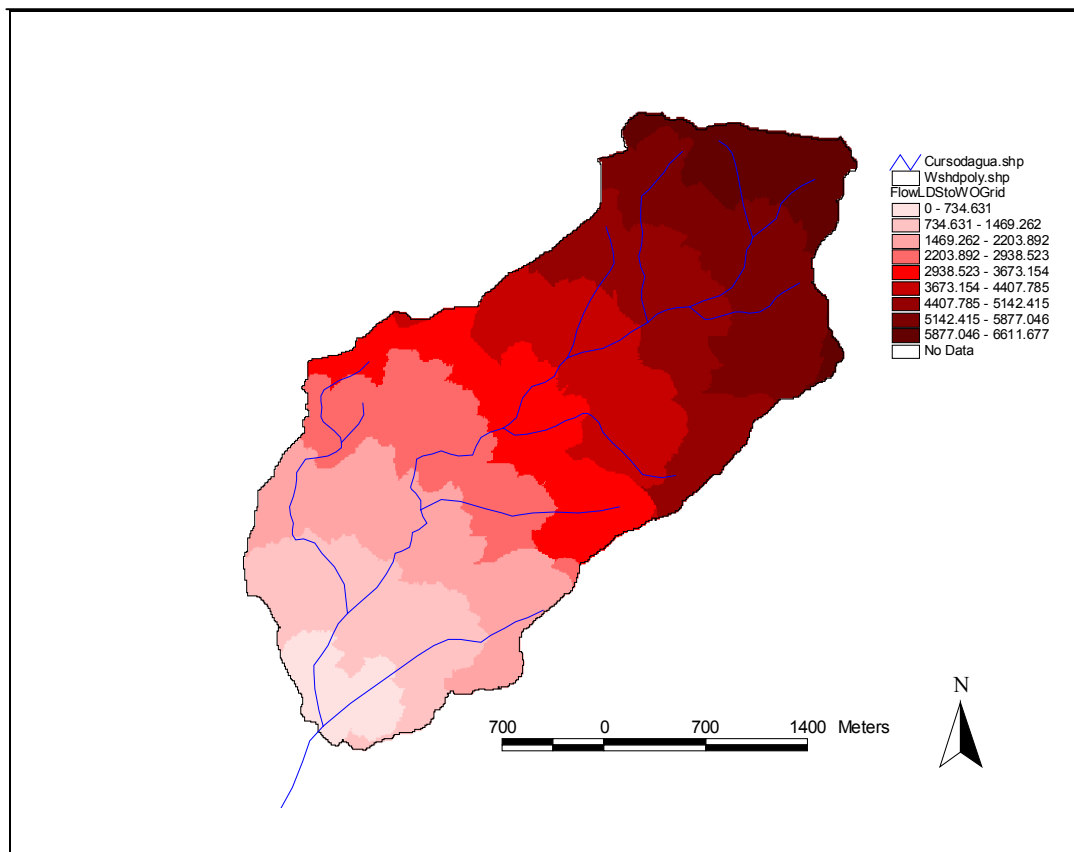 Cursodagua.shp
Wshdpoly.shp
FlowLDStoWOGrid
0 - 734.631
734.631 - 1469.262
1469.262 - 2203.892
2203.892 - 2938.523
2938.523 - 3673.154
3673.154 - 4407.785
4407.785 - 5142.415
5142.415 - 5877.046
5877.046 - 6611.677
No Data
N
700 0 700 1400 Meters